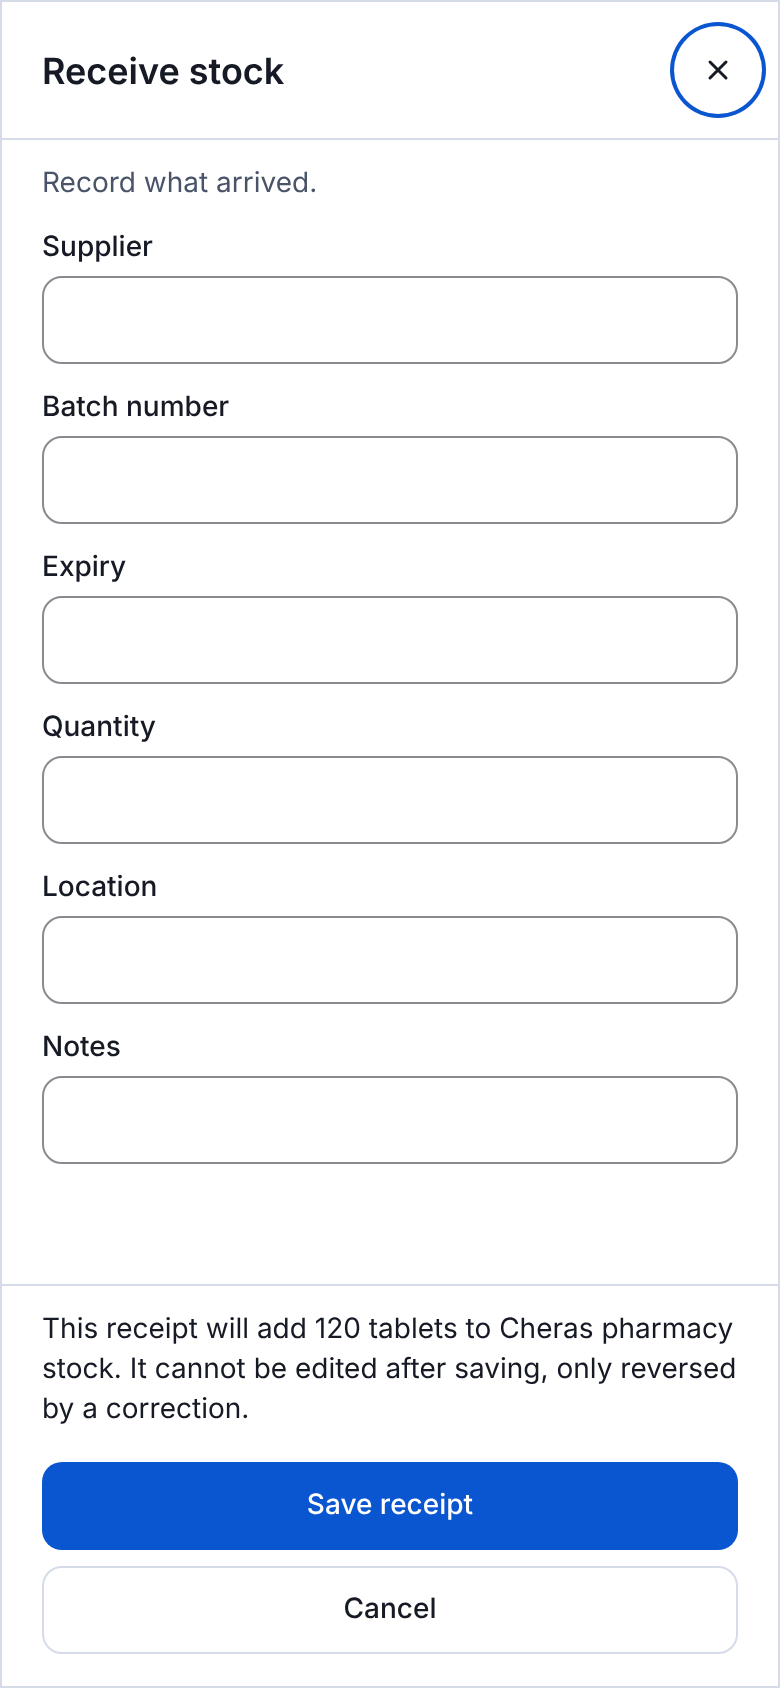 Receive stock
Record what arrived.
Supplier
Batch number
Expiry
Quantity
Location
Notes
This receipt will add 120 tablets to Cheras pharmacy
stock. It cannot be edited after saving, only reversed
by a correction.
Save receipt
Cancel